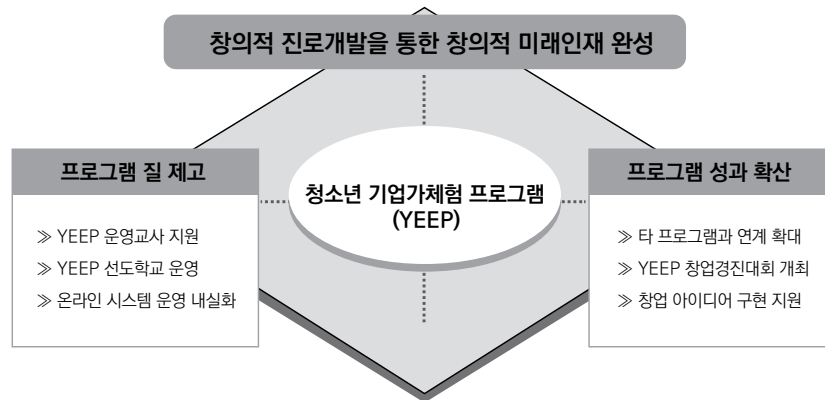 창의적 진로개발을 통한 창의적 미래인재 완성
프로그램 질 제고
≫ YEEP 운영교사 지원
≫ YEEP 선도학교 운영
≫ 온라인 시스템 운영 내실화
청소년 기업가체험 프로그램
(YEEP)
프로그램 성과 확산
≫ 타 프로그램과 연계 확대
≫ YEEP 창업경진대회 개최
≫ 창업 아이디어 구현 지원